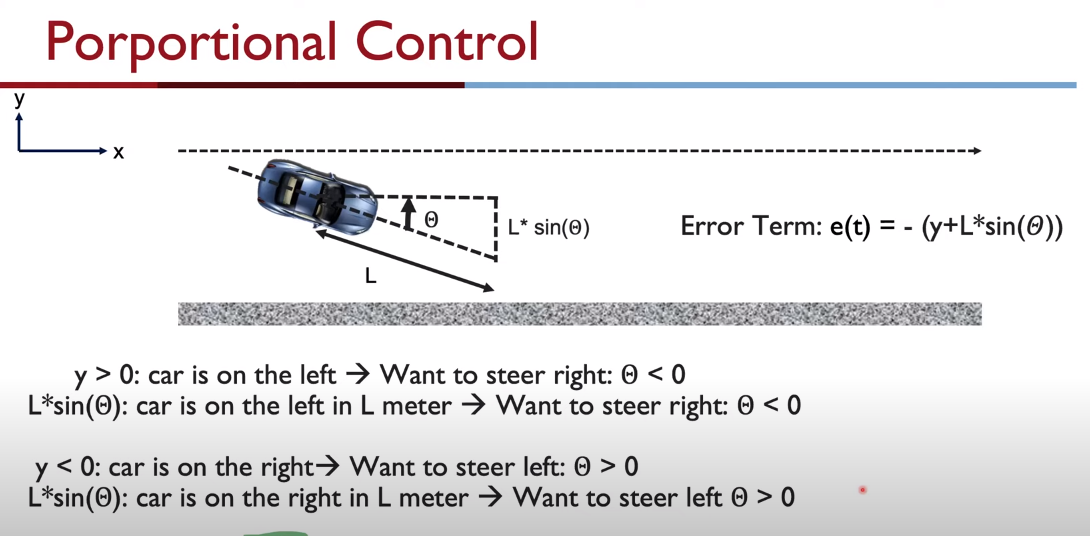 Porportional Control
y
x
Θ
L* sin(Θ)
Error Term: e(t) = - (y+L*sin(Θ))
L
y > 0: car is on the left → Want to steer right: Θ < 0
L*sin(Θ): car is on the left in L meter → Want to steer right: Θ < 0
y < 0: car is on the right→ Want to steer left: Θ > 0
L*sin(Θ): car is on the right in L meter → Want to steer left Θ > 0